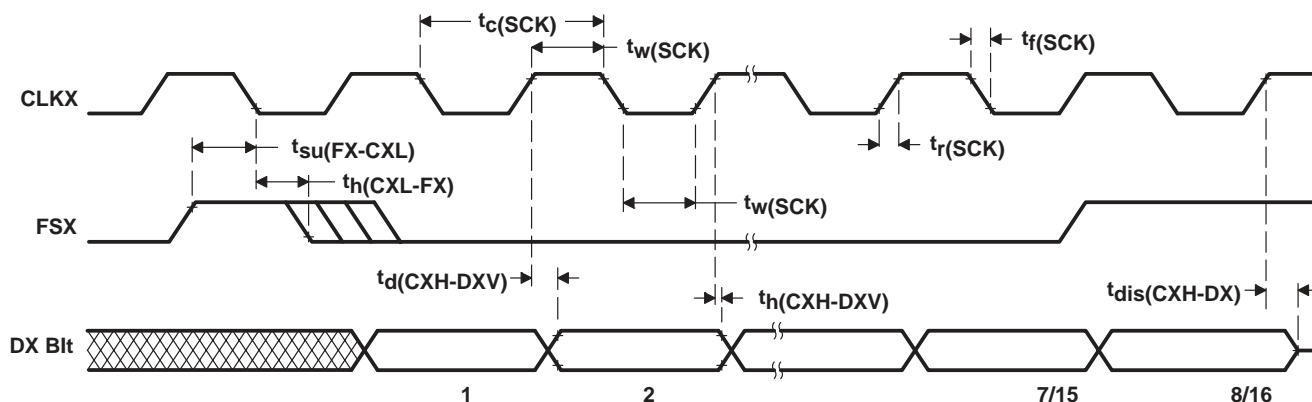 tc(SCK)
tw(SCK)
tf(SCK)
CLKX
tsu(FX-CXL)
tr(SCK)
th(CXL-FX)
tw(SCK)
FSX
td(CXH-DXV)
th(CXH-DXV)
tdis(CXH-DX)
DX BIt
1
2
7/15
8/16